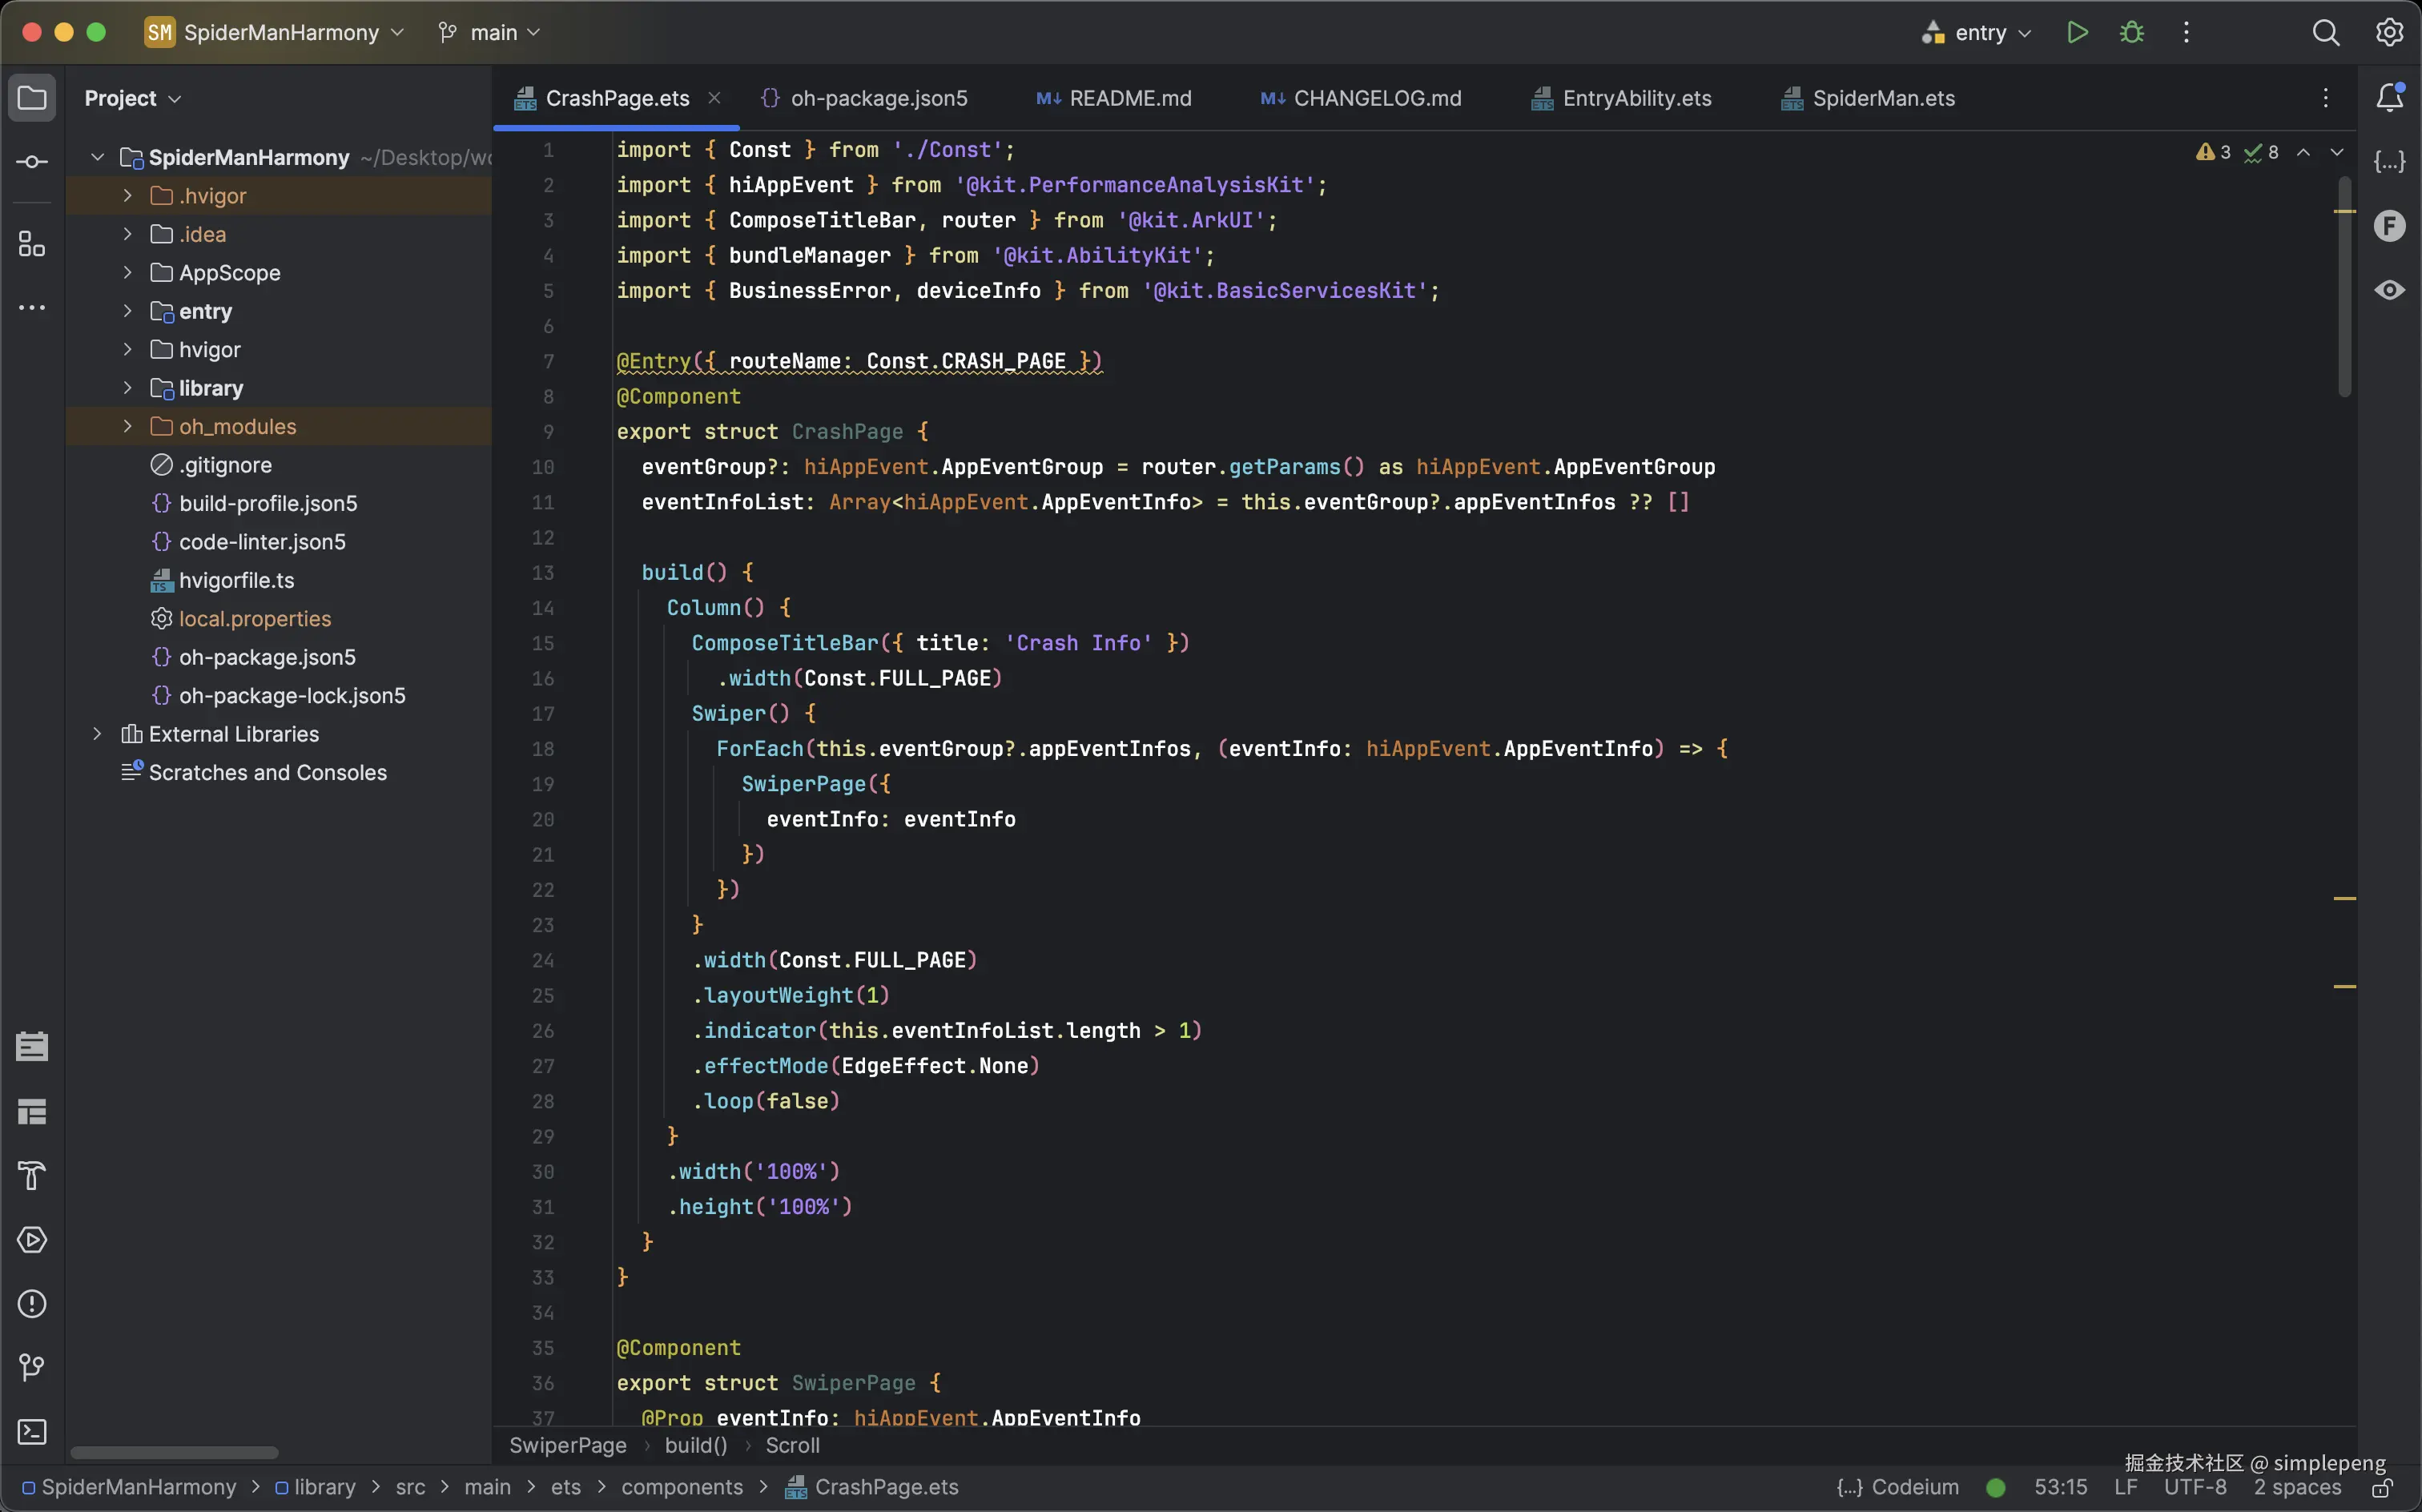 SM SpiderManHarmony main entry
Project
SpiderManHarmony ~/Desktop/wo
.hvigor
.idea
AppScope
entry
hvigor
library
oh_modules
.gitignore
build-profile.json5
code-linter.json5
hvigorfile.ts
local.properties
oh-package.json5
oh-package-lock.json5
External Libraries
Scratches and Consoles
CrashPage.ets oh-package.json5 README.md CHANGELOG.md EntryAbility.ets SpiderMan.ets
3 8
1 import { Const } from './Const';
2 import { hiAppEvent } from '@kit.PerformanceAnalysisKit';
3 import { ComposeTitleBar, router } from '@kit.ArkUI';
4 import { bundleManager } from '@kit.AbilityKit';
5 import { BusinessError, deviceInfo } from '@kit.BasicServicesKit';
6
7 @Entry({ routeName: Const.CRASH_PAGE })
8 @Component
9 export struct CrashPage {
10 eventGroup?: hiAppEvent.AppEventGroup = router.getParams() as hiAppEvent.AppEventGroup
11 eventInfoList: Array<hiAppEvent.AppEventInfo> = this.eventGroup?.appEventInfos ?? []
12
13 build() {
14 Column() {
15 ComposeTitleBar({ title: 'Crash Info' })
16 .width(Const.FULL_PAGE)
17 Swiper() {
18 ForEach(this.eventGroup?.appEventInfos, (eventInfo: hiAppEvent.AppEventInfo) => {
19 SwiperPage({
20 eventInfo: eventInfo
21 })
22 })
23 }
24 .width(Const.FULL_PAGE)
25 .layoutWeight(1)
26 .indicator(this.eventInfoList.length > 1)
27 .effectMode(EdgeEffect.None)
28 .loop(false)
29 }
30 .width('100%')
31 .height('100%')
32 }
33 }
34
35 @Component
36 export struct SwiperPage {
37 @Prop eventInfo: hiAppEvent.AppEventInfo
SwiperPage › build() › Scroll
掘金技术社区 @ simplepeng
SpiderManHarmony > library > src > main > ets > components > CrashPage.ets
{...} Codeium 53:15 LF UTF-8 2 spaces